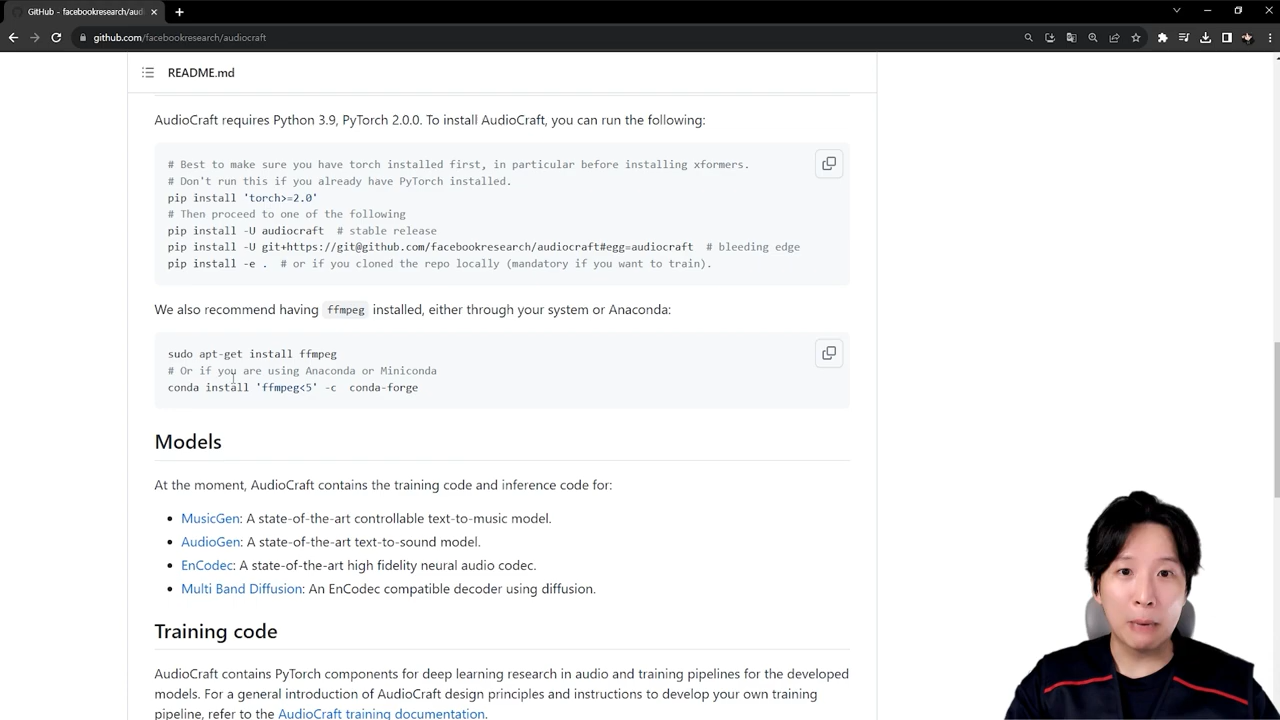 GitHub - facebookresearch/aud
github.com/facebookresearch/audiocraft
README.md
AudioCraft requires Python 3.9, PyTorch 2.0.0. To install AudioCraft, you can run the following:
# Best to make sure you have torch installed first, in particular before installing xformers.
# Don't run this if you already have PyTorch installed.
pip install 'torch>=2.0'
# Then proceed to one of the following
pip install -U audiocraft  # stable release
pip install -U git+https://git@github.com/facebookresearch/audiocraft#egg=audiocraft  # bleeding edge
pip install -e .  # or if you cloned the repo locally (mandatory if you want to train).
We also recommend having ffmpeg installed, either through your system or Anaconda:
sudo apt-get install ffmpeg
# Or if you are using Anaconda or Miniconda
conda install 'ffmpeg<5' -c  conda-forge
Models
At the moment, AudioCraft contains the training code and inference code for:
• MusicGen: A state-of-the-art controllable text-to-music model.
• AudioGen: A state-of-the-art text-to-sound model.
• EnCodec: A state-of-the-art high fidelity neural audio codec.
• Multi Band Diffusion: An EnCodec compatible decoder using diffusion.
Training code
AudioCraft contains PyTorch components for deep learning research in audio and training pipelines for the developed
models. For a general introduction of AudioCraft design principles and instructions to develop your own training
pipeline, refer to the AudioCraft training documentation.